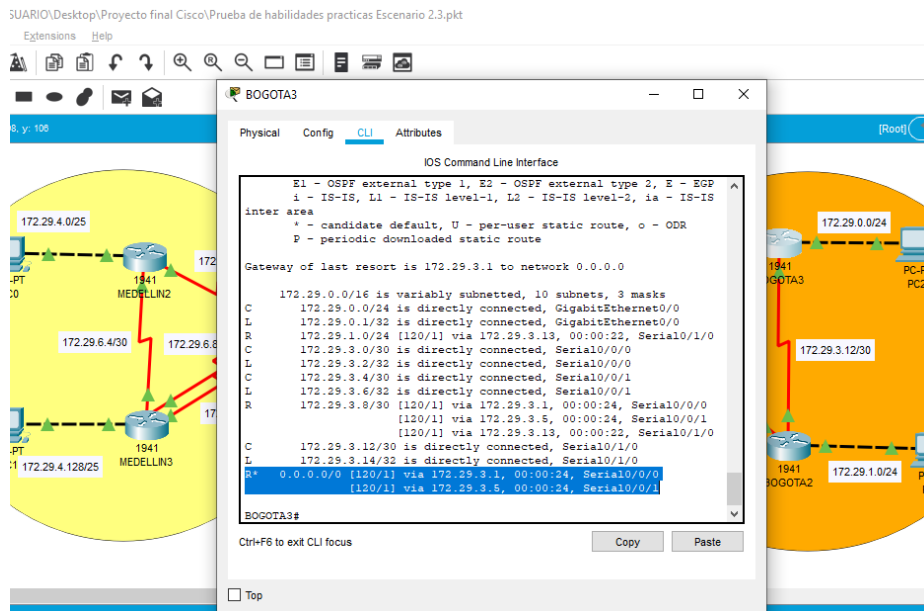 SUARIO\Desktop\Proyecto final Cisco\Prueba de habilidades practicas Escenario 2.3.pkt
Extensions Help
BOGOTA3
[Root]
Physical Config CLI Attributes
IOS Command Line Interface
E1 - OSPF external type 1, E2 - OSPF external type 2, E - EGP
i - IS-IS, L1 - IS-IS level-1, L2 - IS-IS level-2, ia - IS-IS
inter area
* - candidate default, U - per-user static route, o - ODR
P - periodic downloaded static route
Gateway of last resort is 172.29.3.1 to network 0.0.0.0
172.29.0.0/16 is variably subnetted, 10 subnets, 3 masks
C 172.29.0.0/24 is directly connected, GigabitEthernet0/0
L 172.29.0.1/32 is directly connected, GigabitEthernet0/0
R 172.29.1.0/24 [120/1] via 172.29.3.13, 00:00:22, Serial0/1/0
C 172.29.3.0/30 is directly connected, Serial0/0/0
L 172.29.3.2/32 is directly connected, Serial0/0/0
C 172.29.3.4/30 is directly connected, Serial0/0/1
L 172.29.3.6/32 is directly connected, Serial0/0/1
R 172.29.3.8/30 [120/1] via 172.29.3.1, 00:00:24, Serial0/0/0
[120/1] via 172.29.3.5, 00:00:24, Serial0/0/1
[120/1] via 172.29.3.13, 00:00:22, Serial0/1/0
C 172.29.3.12/30 is directly connected, Serial0/1/0
L 172.29.3.14/32 is directly connected, Serial0/1/0
R* 0.0.0.0/0 [120/1] via 172.29.3.1, 00:00:24, Serial0/0/0
[120/1] via 172.29.3.5, 00:00:24, Serial0/0/1
BOGOTA3#
Ctrl+F6 to exit CLI focus
Copy Paste
Top
172.29.4.0/25
-PT
C0
1941
MEDELLIN2
172
172.29.6.4/30
172.29.6.8
17
-PT
C1
172.29.4.128/25
1941
MEDELLIN3
172.29.0.0/24
1941
BOGOTA3
PC-P
PC2
172.29.3.12/30
1941
BOGOTA2
172.29.1.0/24